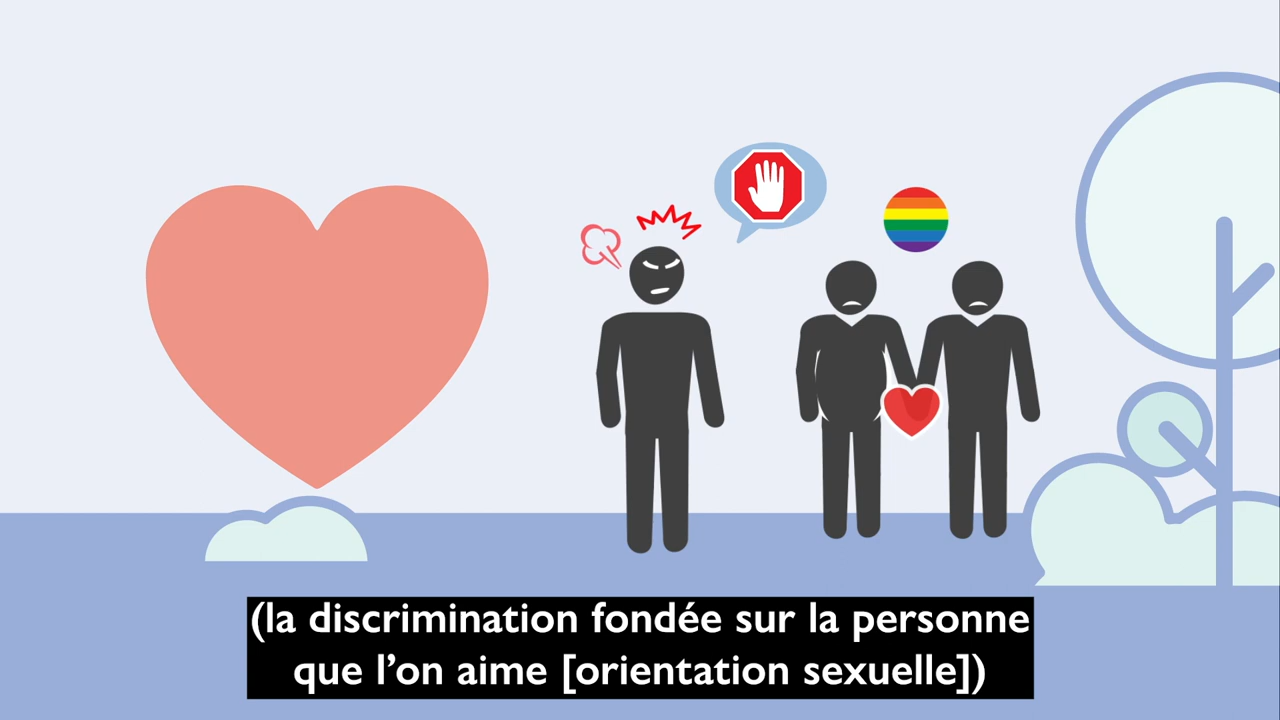 (la discrimination fondée sur la personne
que l’on aime [orientation sexuelle])